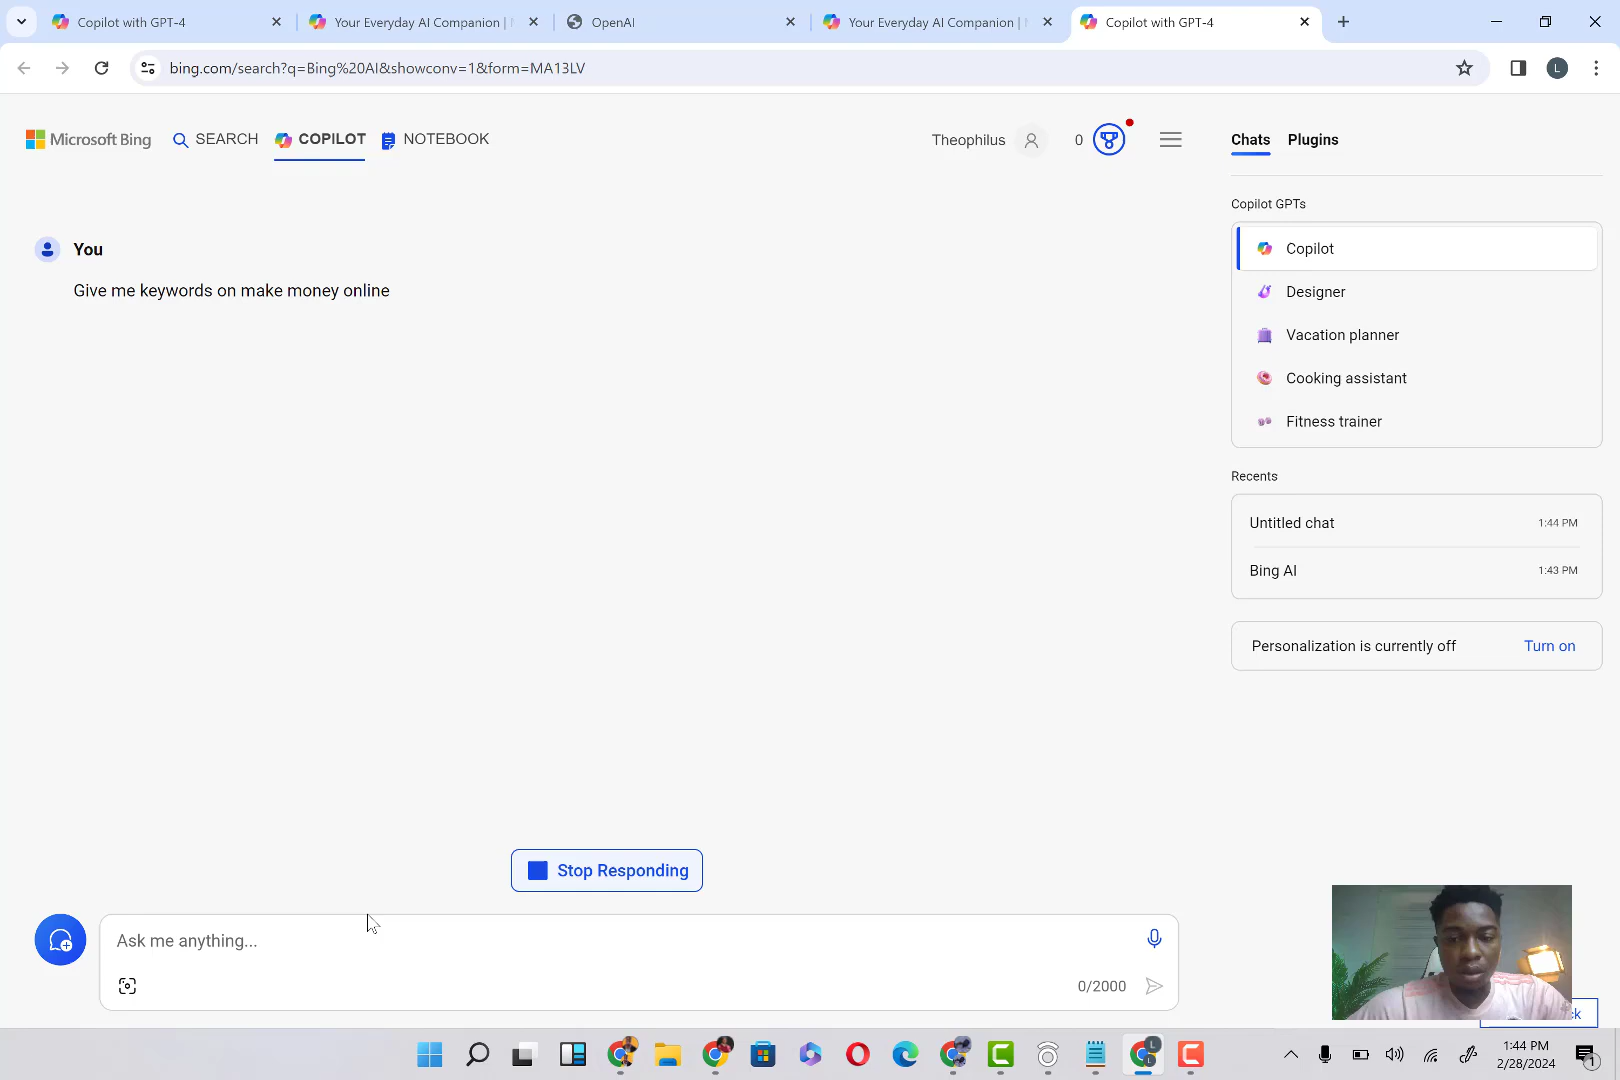 Copilot with GPT-4
Your Everyday AI Companion |
OpenAI
Your Everyday AI Companion |
Copilot with GPT-4
bing.com/search?q=Bing%20AI&showconv=1&form=MA13LV
L
Microsoft Bing
SEARCH
COPILOT
NOTEBOOK
Theophilus
0
Chats
Plugins
Copilot GPTs
You
Copilot
Give me keywords on make money online
Designer
Vacation planner
Cooking assistant
Fitness trainer
Recents
Untitled chat 1:44 PM
Bing AI 1:43 PM
Personalization is currently off Turn on
Stop Responding
Ask me anything...
0/2000
1:44 PM
2/28/2024
1